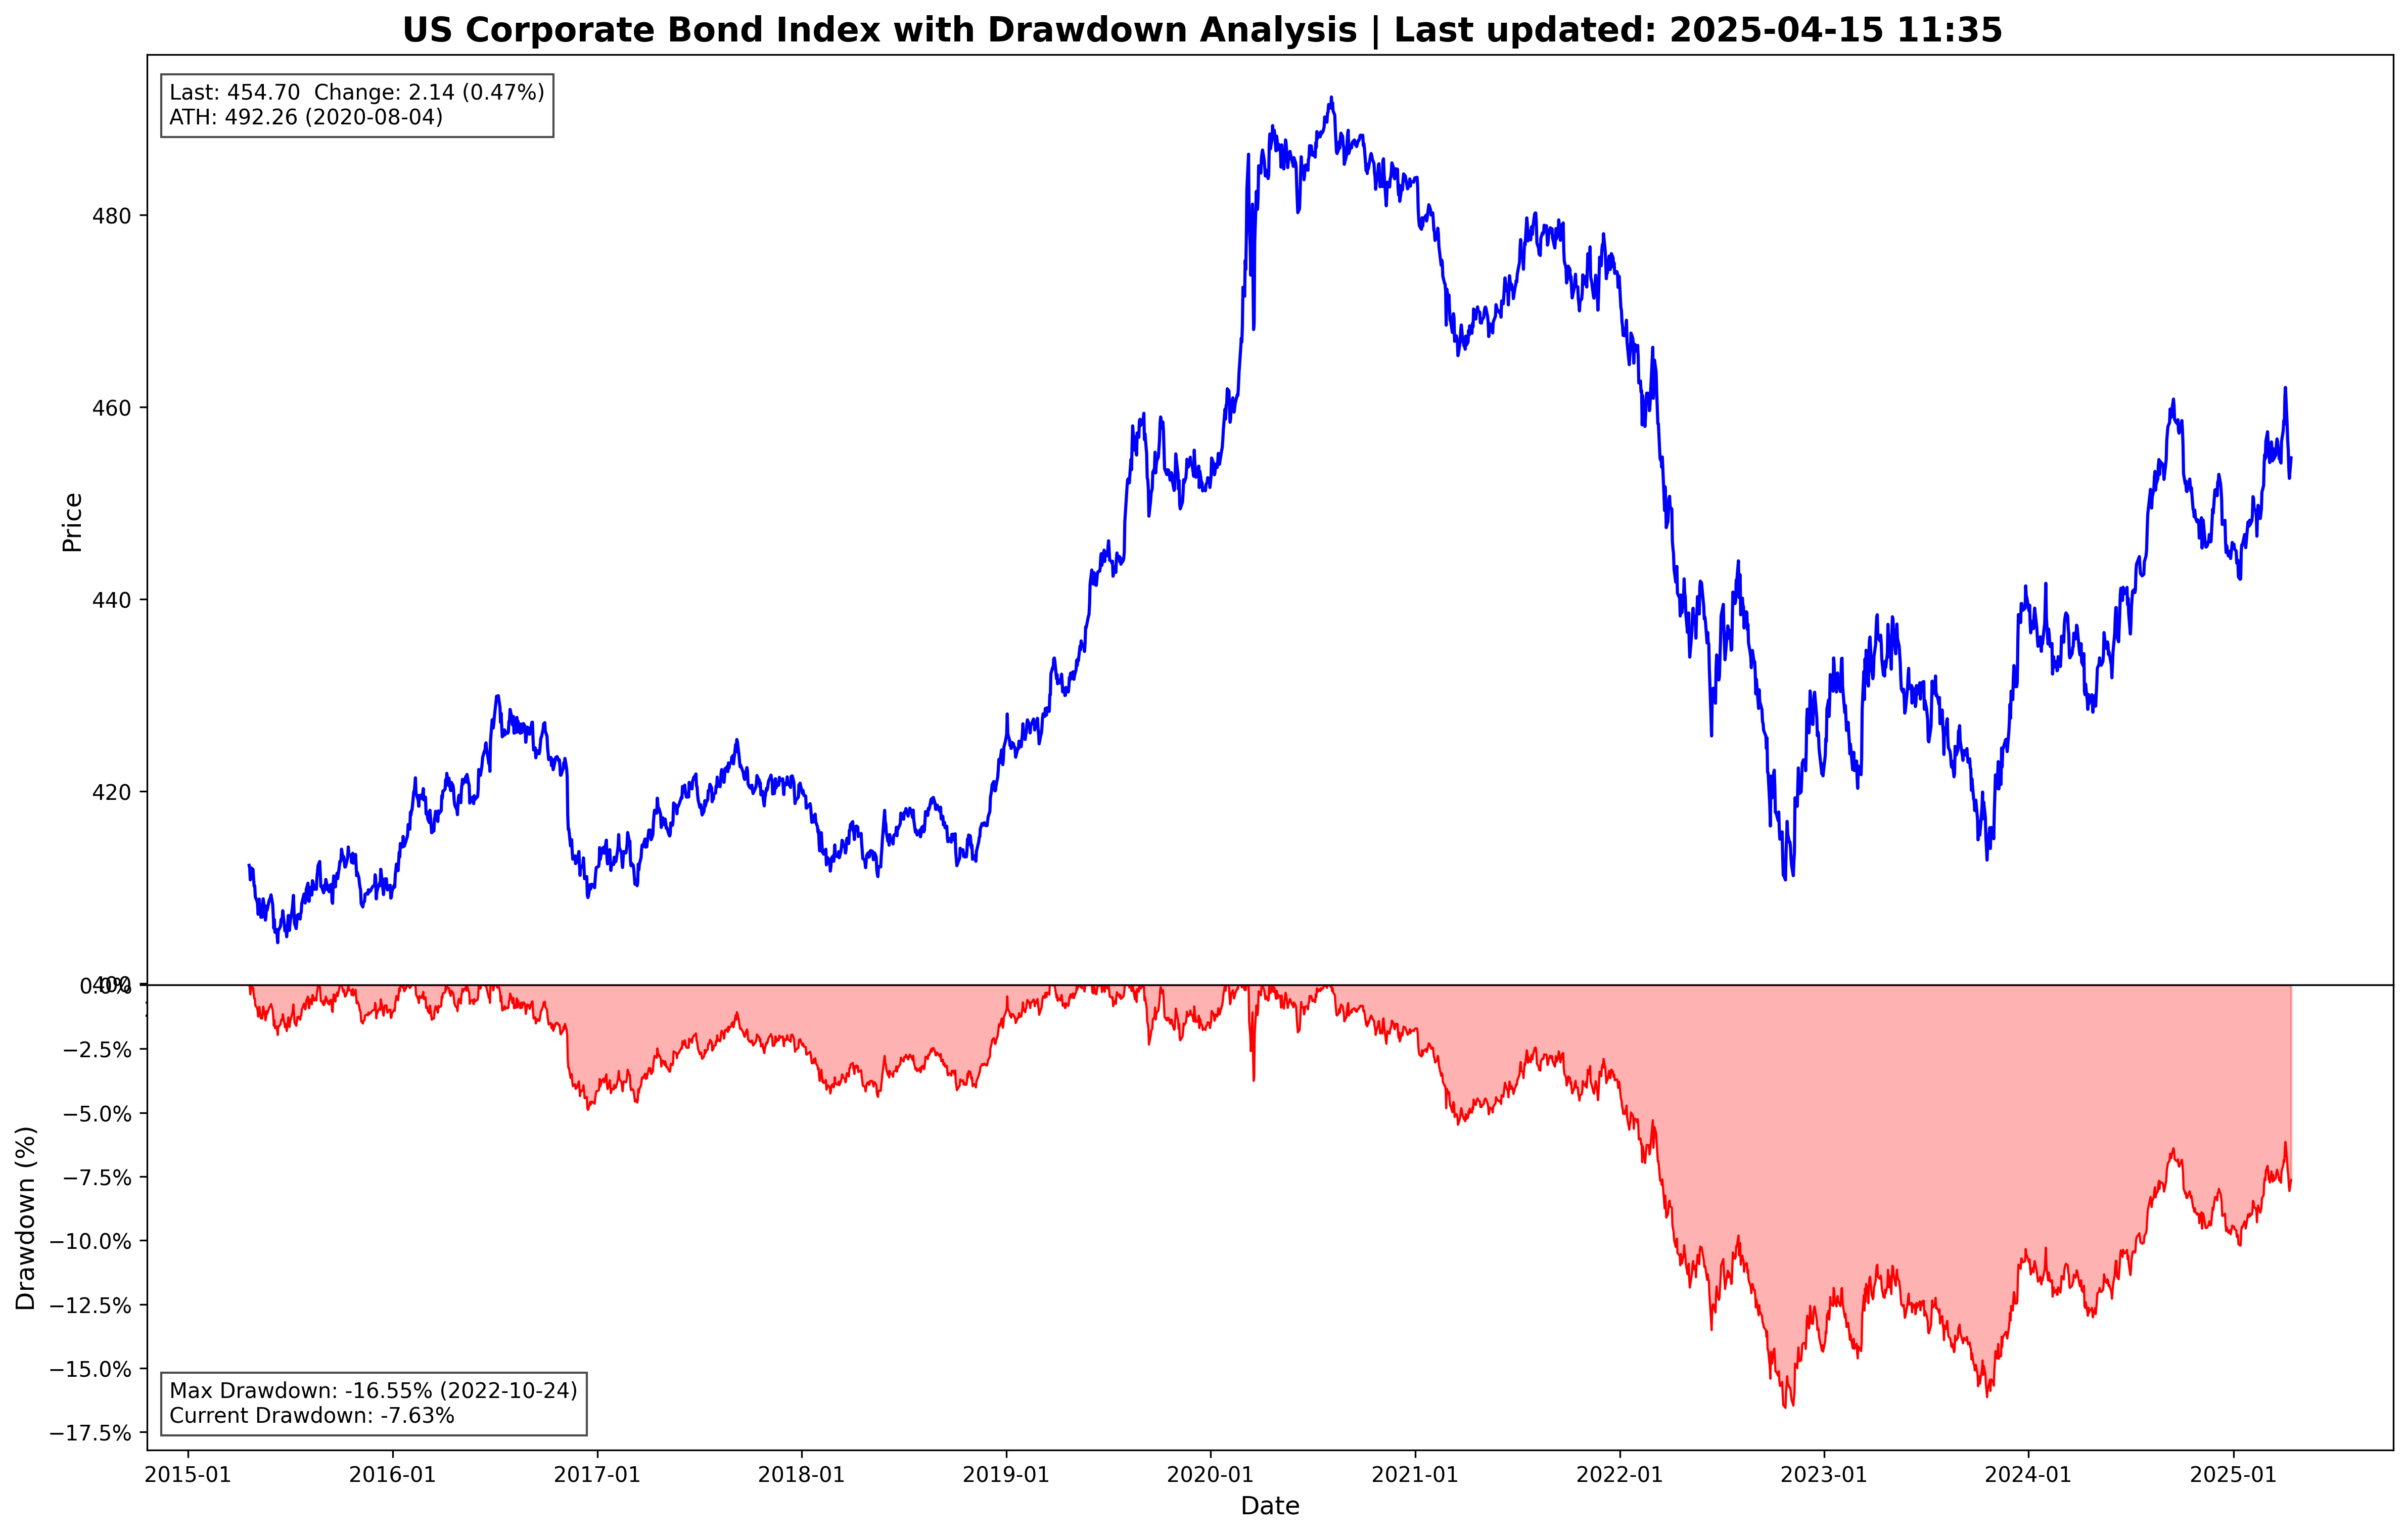 US Corporate Bond Index with Drawdown Analysis | Last updated: 2025-04-15 11:35
Last: 454.70  Change: 2.14 (0.47%)
ATH: 492.26 (2020-08-04)
Price
480
460
440
420
400
0.0%
−2.5%
−5.0%
−7.5%
−10.0%
−12.5%
−15.0%
−17.5%
Drawdown (%)
Max Drawdown: -16.55% (2022-10-24)
Current Drawdown: -7.63%
2015-01 2016-01 2017-01 2018-01 2019-01 2020-01 2021-01 2022-01 2023-01 2024-01 2025-01
Date